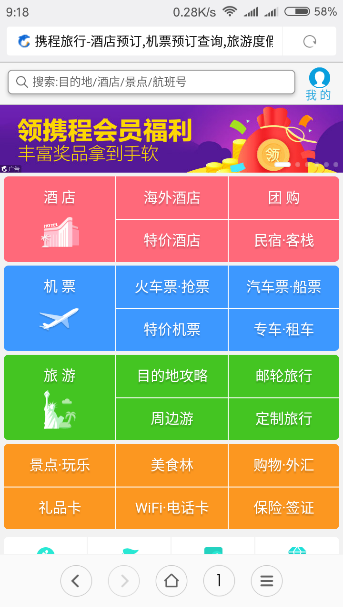 9:18 0.28K/s 58%
携程旅行-酒店预订,机票预订查询,旅游度假
搜索:目的地/酒店/景点/航班号
我的
领携程会员福利
丰富奖品拿到手软
领
广告
酒店 海外酒店 团购
特价酒店 民宿·客栈
机票 火车票·抢票 汽车票·船票
特价机票 专车·租车
旅游 目的地攻略 邮轮旅行
周边游 定制旅行
景点·玩乐 美食林 购物·外汇
礼品卡 WiFi·电话卡 保险·签证
1